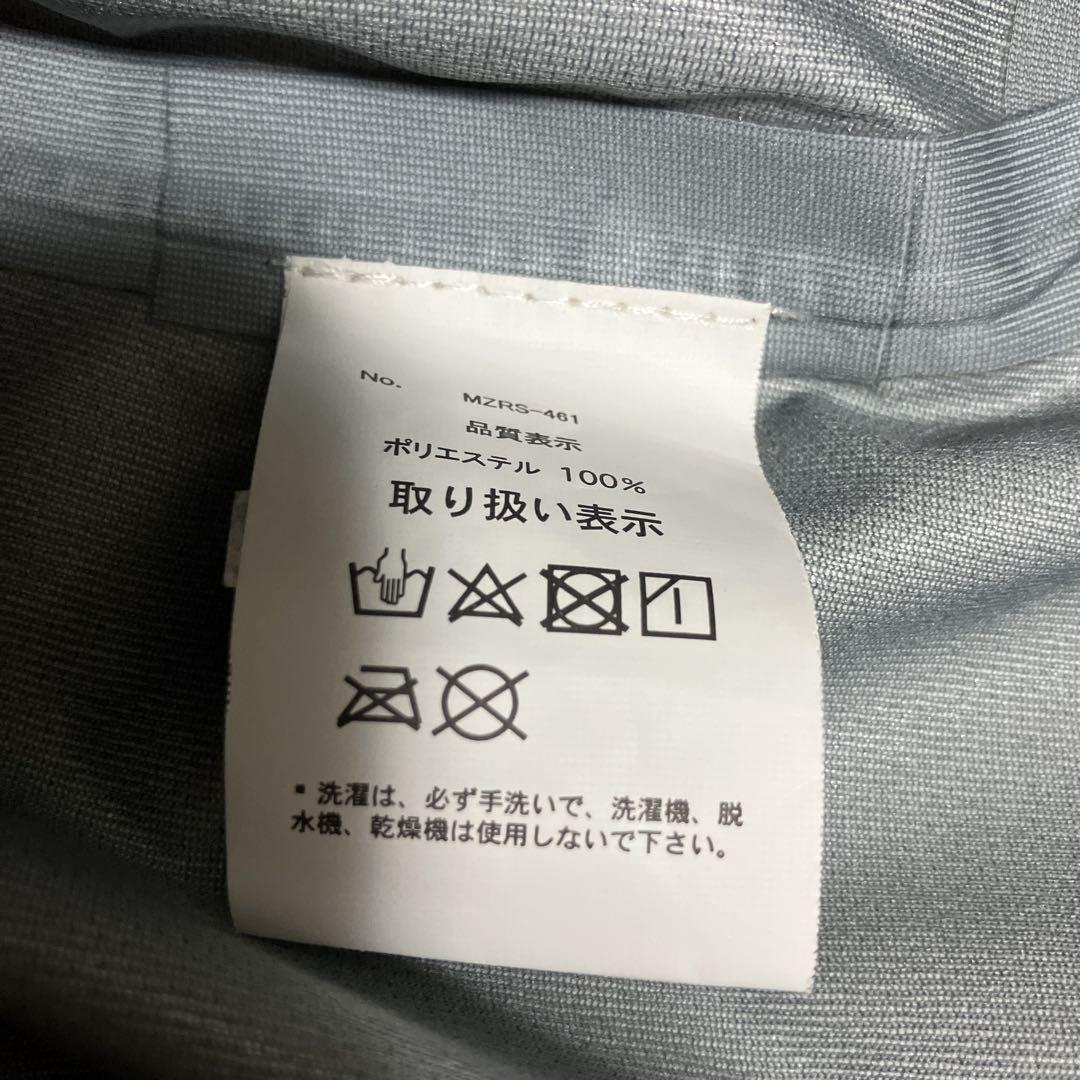 No.
MZRS-461
品質表示
ポリエステル 100%
取り扱い表示
▪洗濯は、必ず手洗いで、洗濯機、脱
水機、乾燥機は使用しないで下さい。